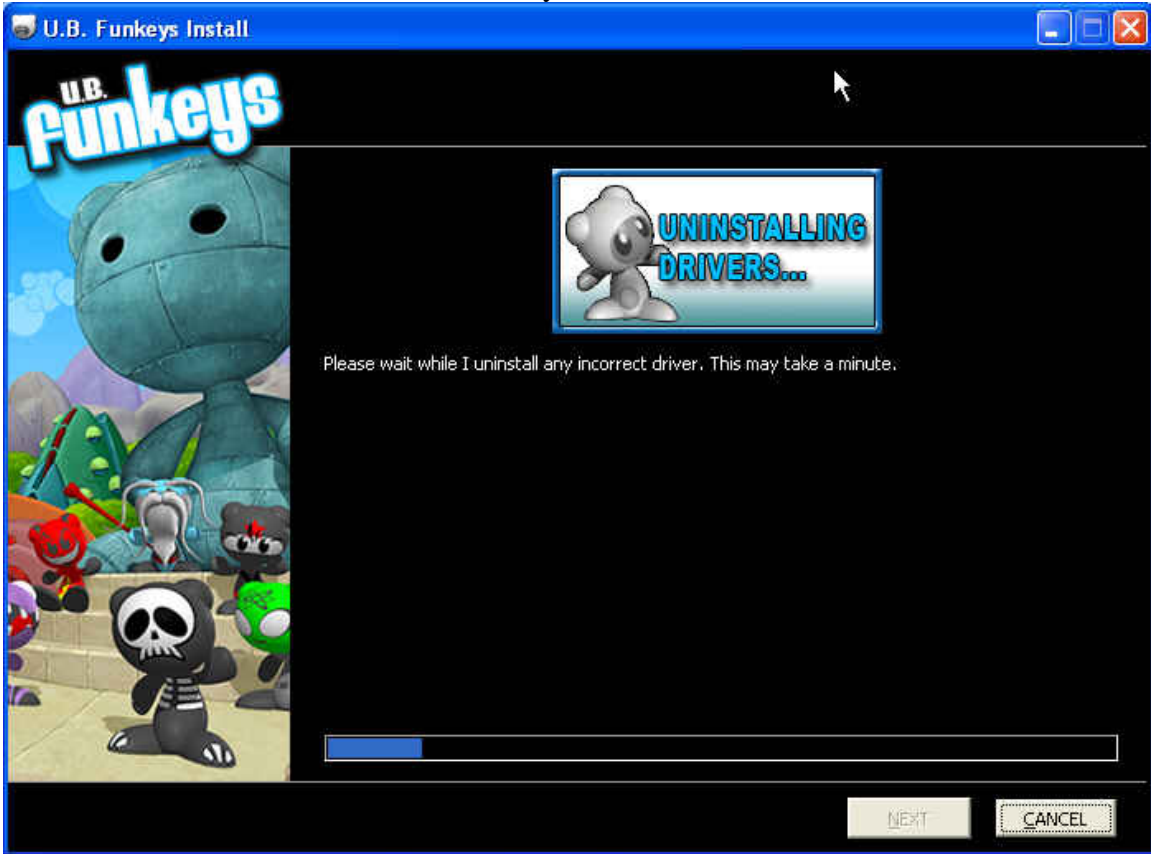 U.B. Funkeys Install
U.B.
funkeys
UNINSTALLING
DRIVERS...
Please wait while I uninstall any incorrect driver. This may take a minute.
NEXT
CANCEL